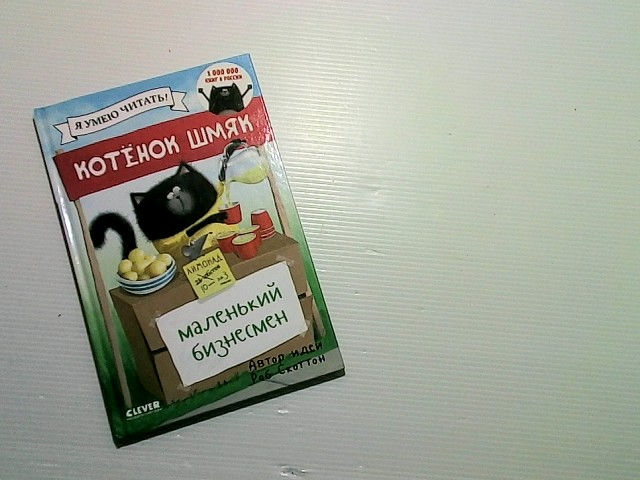 1 000 000
КНИГ В РОССИИ
Я УМЕЮ ЧИТАТЬ!
КОТЁНОК ШМЯК
ЛИМОНАД
маленький
бизнесмен
Автор идеи
Роб Скоттон
CLEVER